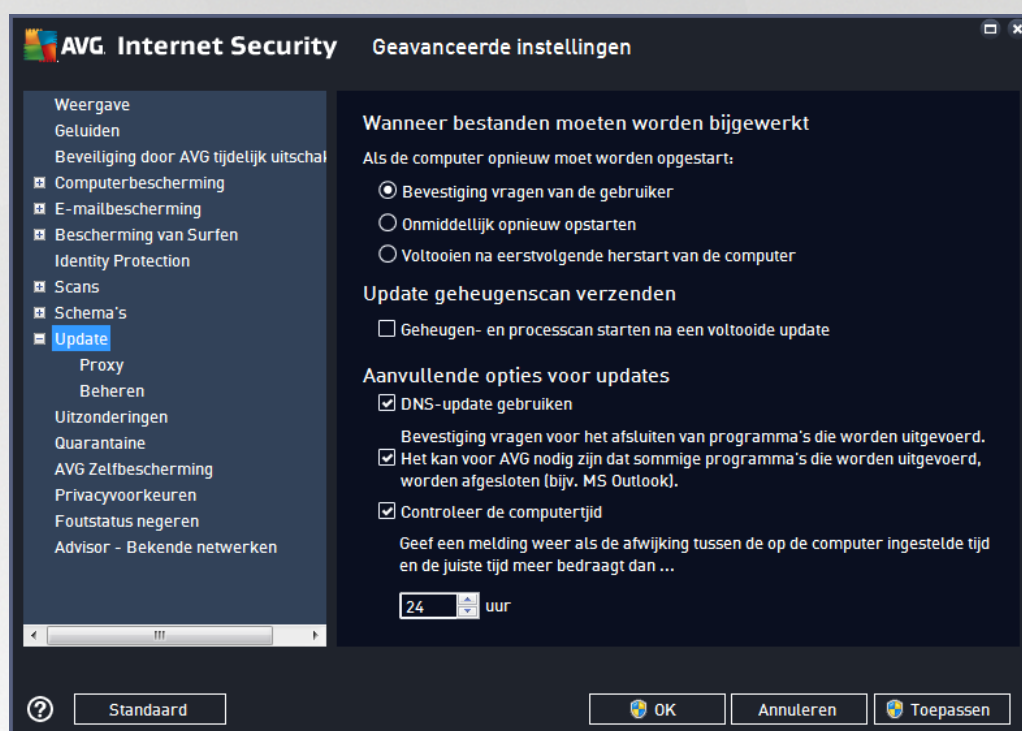 AVG. Internet Security
Geavanceerde instellingen
Weergave
Geluiden
Beveiliging door AVG tijdelijk uitschak
Computerbescherming
E-mailbescherming
Bescherming van Surfen
Identity Protection
Scans
Schema's
Update
Proxy
Beheren
Uitzonderingen
Quarantaine
AVG Zelfbescherming
Privacyvoorkeuren
Foutstatus negeren
Advisor - Bekende netwerken
Wanneer bestanden moeten worden bijgewerkt
Als de computer opnieuw moet worden opgestart:
Bevestiging vragen van de gebruiker
Onmiddellijk opnieuw opstarten
Voltooien na eerstvolgende herstart van de computer
Update geheugenscan verzenden
Geheugen- en processcan starten na een voltooide update
Aanvullende opties voor updates
DNS-update gebruiken
Bevestiging vragen voor het afsluiten van programma's die worden uitgevoerd.
Het kan voor AVG nodig zijn dat sommige programma's die worden uitgevoerd,
worden afgesloten (bijv. MS Outlook).
Controleer de computertjid
Geef een melding weer als de afwijking tussen de op de computer ingestelde tijd
en de juiste tijd meer bedraagt dan ...
24 uur
Standaard
OK
Annuleren
Toepassen